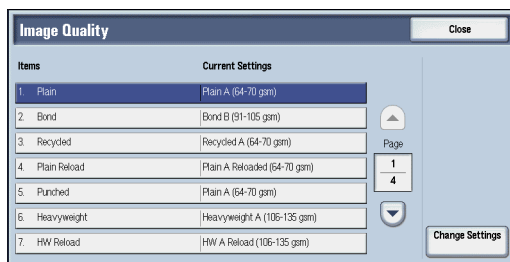 Image Quality Close
Items Current Settings
1. Plain Plain A (64-70 gsm)
2. Bond Bond B (91-105 gsm)
3. Recycled Recycled A (64-70 gsm)
Page
4. Plain Reload Plain A Reloaded (64-70 gsm)
1
4
5. Punched Plain A (64-70 gsm)
6. Heavyweight Heavyweight A (106-135 gsm)
7. HW Reload HW A Reload (106-135 gsm)
Change Settings